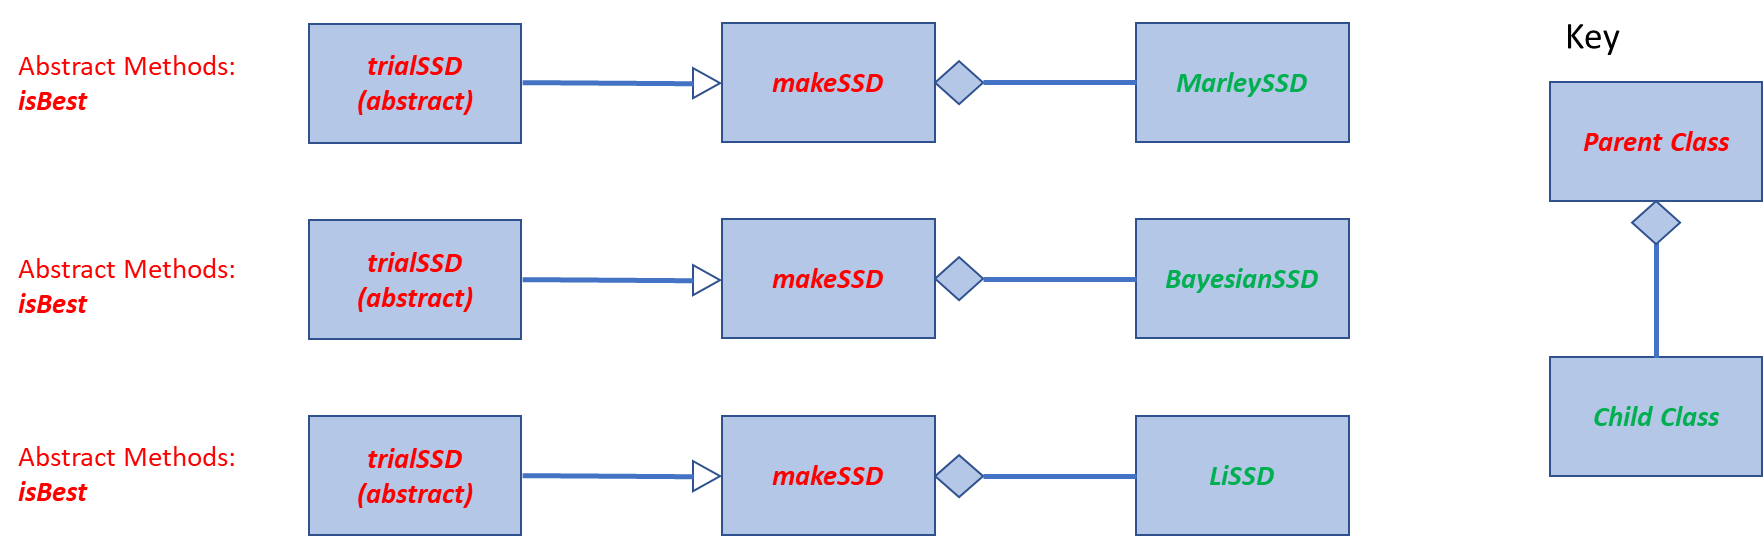 Abstract Methods:
isBest
trialSSD
(abstract)
makeSSD
MarleySSD
Abstract Methods:
isBest
trialSSD
(abstract)
makeSSD
BayesianSSD
Abstract Methods:
isBest
trialSSD
(abstract)
makeSSD
LiSSD
Key
Parent Class
Child Class